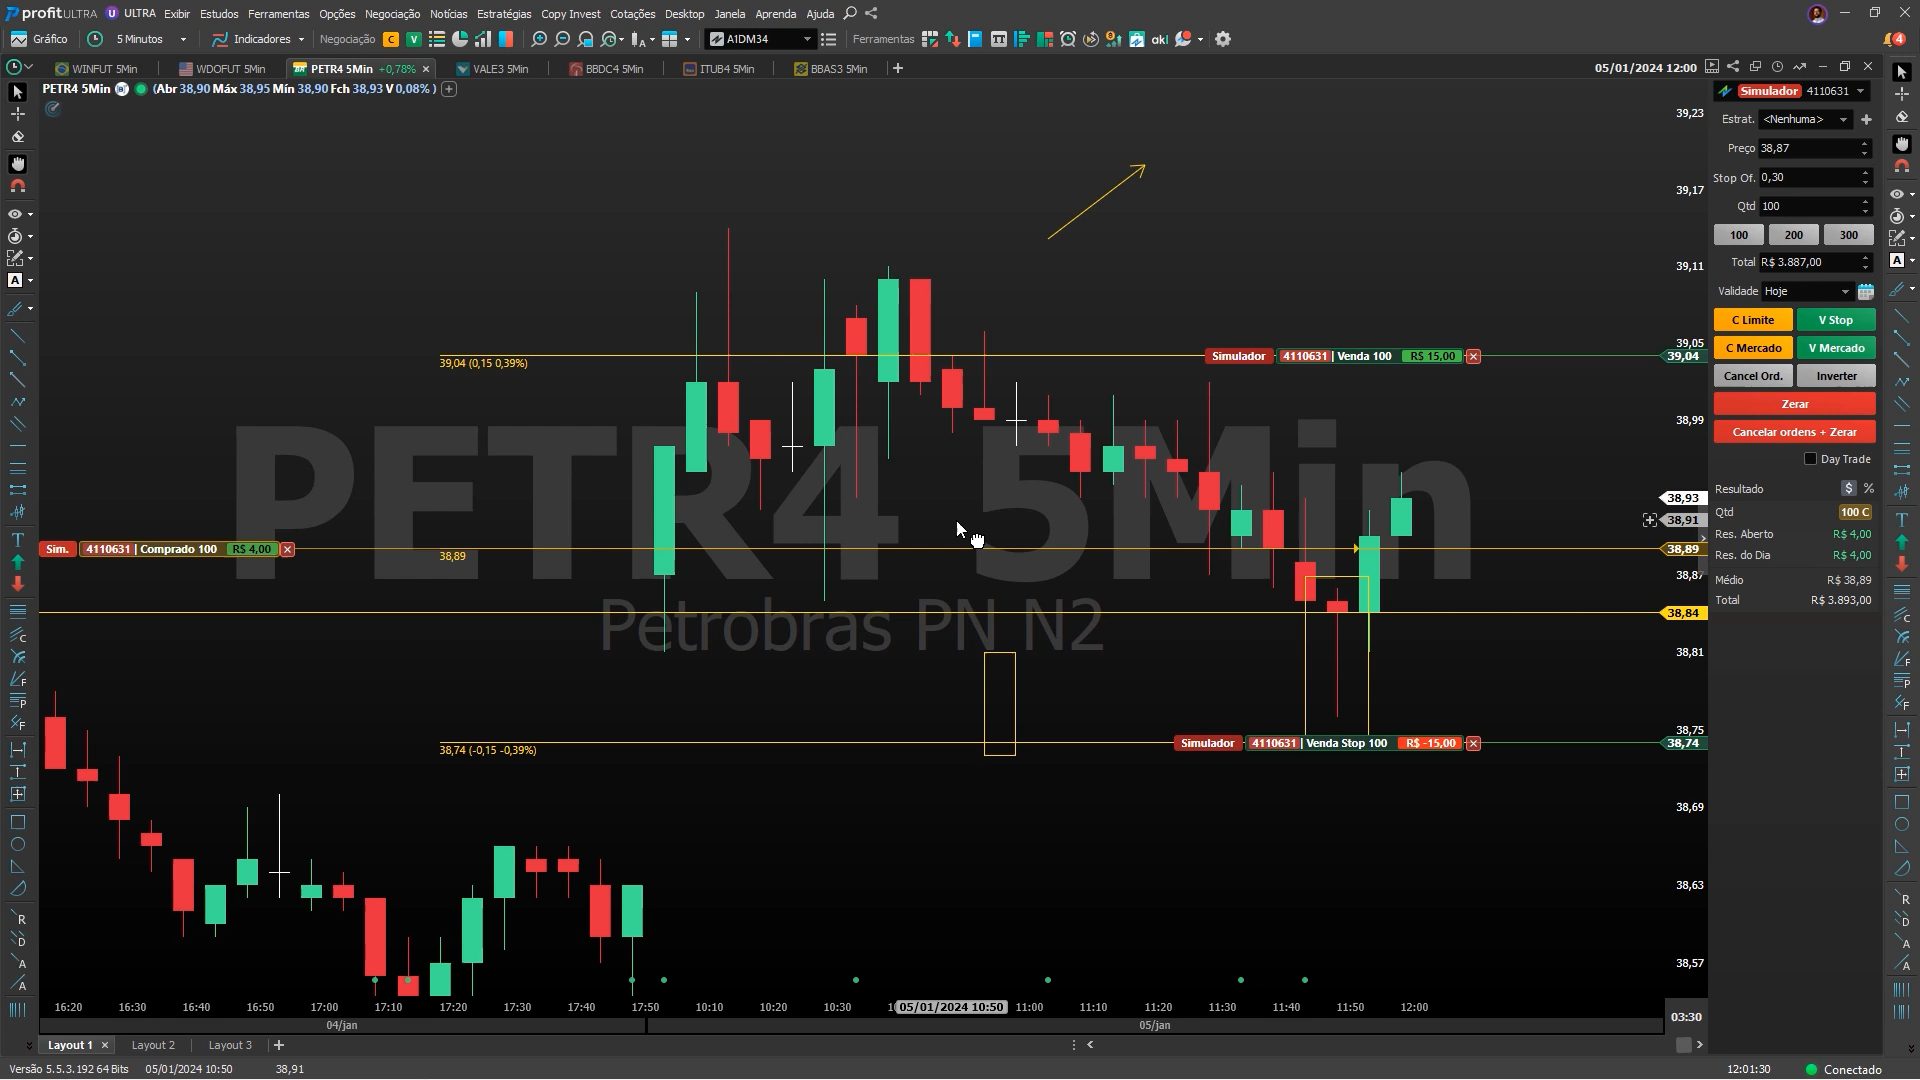 profitULTRA U ULTRA Exibir Estudos Ferramentas Opções Negociação Notícias Estratégias Copy Invest Cotações Desktop Janela Aprenda Ajuda
Gráfico 5 Minutos Indicadores Negociação C V A1DM34 Ferramentas akl 4
WINFUT 5Min WDOFUT 5Min PETR4 5Min +0,78% VALE3 5Min BBDC4 5Min ITUB4 5Min BBAS3 5Min + 05/01/2024 12:00
PETR4 5Min (Abr 38,90 Máx 38,95 Mín 38,90 Fch 38,93 V 0,08% )
PETR4 5Min
Petrobras PN N2
39,23
39,17
39,11
39,05
39,04 (0,15 0,39%) Simulador 4110631 | Venda 100 R$ 15,00 39,04
38,99
38,93
38,91
Sim. 4110631 | Comprado 100 R$ 4,00 38,89 38,89
38,87
38,84
38,81
38,75
38,74 (-0,15 -0,39%) Simulador 4110631 | Venda Stop 100 R$ -15,00 38,74
38,69
38,63
38,57
16:20 16:30 16:40 16:50 17:00 17:10 17:20 17:30 17:40 17:50 10:10 10:20 10:30 05/01/2024 10:50 11:00 11:10 11:20 11:30 11:40 11:50 12:00
04/jan 05/jan
03:30
Simulador 4110631
Estrat. <Nenhuma>
Preço 38,87
Stop Of. 0,30
Qtd 100
100 200 300
Total R$ 3.887,00
Validade Hoje
C Limite V Stop
C Mercado V Mercado
Cancel Ord. Inverter
Zerar
Cancelar ordens + Zerar
Day Trade
Resultado $ %
Qtd 100 C
Res. Aberto R$ 4,00
Res. do Dia R$ 4,00
Médio R$ 38,89
Total R$ 3.893,00
Layout 1 Layout 2 Layout 3
Versão 5.5.3.192 64 Bits 05/01/2024 10:50 38,91 12:01:30 Conectado